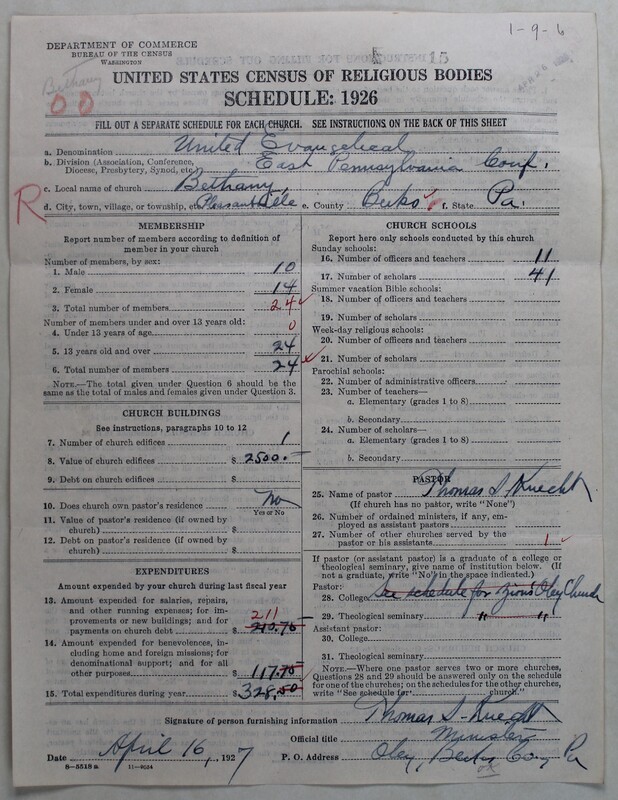 1-9-6
DEPARTMENT OF COMMERCE
BUREAU OF THE CENSUS
WASHINGTON
15
Bethany
00
UNITED STATES CENSUS OF RELIGIOUS BODIES
SCHEDULE: 1926
FILL OUT A SEPARATE SCHEDULE FOR EACH CHURCH. SEE INSTRUCTIONS ON THE BACK OF THIS SHEET
a. Denomination United Evangelical
b. Division (Association, Conference,
Diocese, Presbytery, Synod, etc.) East Pennsylvania Conf.
c. Local name of church Bethany,
R
d. City, town, village, or township, etc. Pleasantville e. County Berks f. State Pa.
MEMBERSHIP
Report number of members according to definition of
member in your church
Number of members, by sex:
1. Male 10
2. Female 14
3. Total number of members 24
Number of members under and over 13 years old:
4. Under 13 years of age 0
5. 13 years old and over 24
6. Total number of members 24
NOTE.—The total given under Question 6 should be
the same as the total of males and females given under Question 3.
CHURCH BUILDINGS
See instructions, paragraphs 10 to 12
7. Number of church edifices 1
8. Value of church edifices $ 2500.-
9. Debt on church edifices $
10. Does church own pastor's residence No
Yes or No
11. Value of pastor's residence (if owned by
church) $
12. Debt on pastor's residence (if owned by
church) $
EXPENDITURES
Amount expended by your church during last fiscal year
13. Amount expended for salaries, repairs,
and other running expenses; for im-
provements or new buildings; and for 211
payments on church debt $ 210.75
14. Amount expended for benevolences, in-
cluding home and foreign missions; for
denominational support; and for all
other purposes 117.75
15. Total expenditures during year $ 328.50
CHURCH SCHOOLS
Report here only schools conducted by this church
Sunday schools:
16. Number of officers and teachers 11
17. Number of scholars 41
Summer vacation Bible schools:
18. Number of officers and teachers
19. Number of scholars
Week-day religious schools:
20. Number of officers and teachers
21. Number of scholars
Parochial schools:
22. Number of administrative officers
23. Number of teachers—
a. Elementary (grades 1 to 8)
b. Secondary
24. Number of scholars—
a. Elementary (grades 1 to 8)
b. Secondary
PASTOR
25. Name of pastor Thomas S. Knecht
(If church has no pastor, write "None")
26. Number of ordained ministers, if any, em-
ployed as assistant pastors
27. Number of other churches served by the
pastor or his assistants 1
If pastor (or assistant pastor) is a graduate of a college or
theological seminary, give name of institution below. (If
not a graduate, write "No" in the space indicated.)
Pastor:
28. College See schedule for Zion's Oley Church
29. Theological seminary " "
Assistant pastor:
30. College
31. Theological seminary
NOTE.—Where one pastor serves two or more churches,
Questions 28 and 29 should be answered only on the schedule
for one of the churches; on the schedules for the other churches,
write "See schedule for church."
Signature of person furnishing information Thomas S. Knecht
Official title Minister
Date April 16, 1927 P. O. Address Oley, Berks Co., Pa
8-5518 a 11-9034